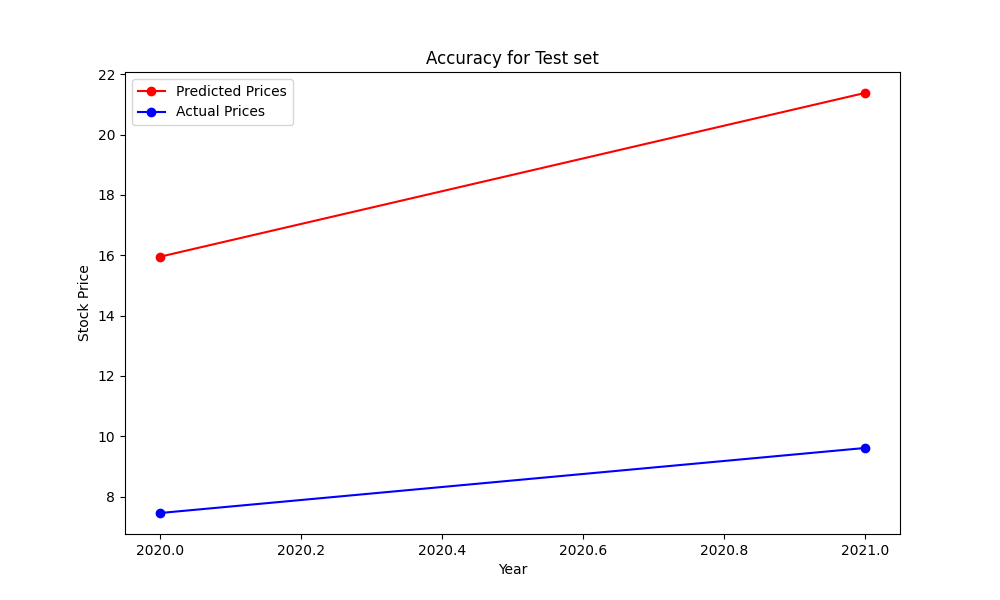 Accuracy for Test set
Predicted Prices
Actual Prices
22
20
18
16
14
12
10
8
Stock Price
2020.0 2020.2 2020.4 2020.6 2020.8 2021.0
Year